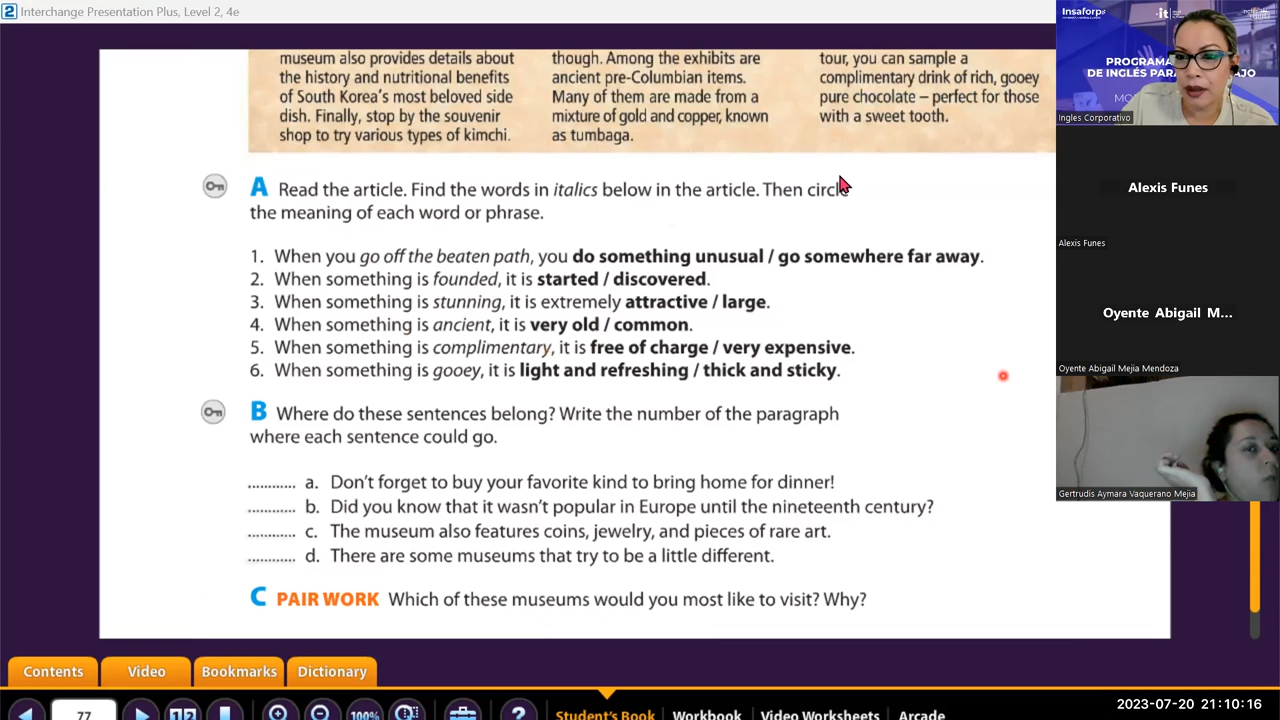 Interchange Presentation Plus, Level 2, 4e
museum also provides details about
the history and nutritional benefits
of South Korea's most beloved side
dish. Finally, stop by the souvenir
shop to try various types of kimchi.
though. Among the exhibits are
ancient pre-Columbian items.
Many of them are made from a
mixture of gold and copper, known
as tumbaga.
tour, you can sample a
complimentary drink of rich, gooey
pure chocolate – perfect for those
with a sweet tooth.
A Read the article. Find the words in italics below in the article. Then circle
the meaning of each word or phrase.
1. When you go off the beaten path, you do something unusual / go somewhere far away.
2. When something is founded, it is started / discovered.
3. When something is stunning, it is extremely attractive / large.
4. When something is ancient, it is very old / common.
5. When something is complimentary, it is free of charge / very expensive.
6. When something is gooey, it is light and refreshing / thick and sticky.
B Where do these sentences belong? Write the number of the paragraph
where each sentence could go.
............ a. Don't forget to buy your favorite kind to bring home for dinner!
............ b. Did you know that it wasn't popular in Europe until the nineteenth century?
............ c. The museum also features coins, jewelry, and pieces of rare art.
............ d. There are some museums that try to be a little different.
C PAIR WORK Which of these museums would you most like to visit? Why?
Contents
Video
Bookmarks
Dictionary
77
100%
Student's Book
Workbook
Video Worksheets
Arcade
Insaforp
it
PROGRAMA
DE INGLÉS PARA
AJO
Ingles Corporativo
Alexis Funes
Alexis Funes
Oyente Abigail M...
Oyente Abigail Mejia Mendoza
Gertrudis Aymara Vaquerano Mejia
2023-07-20 21:10:16